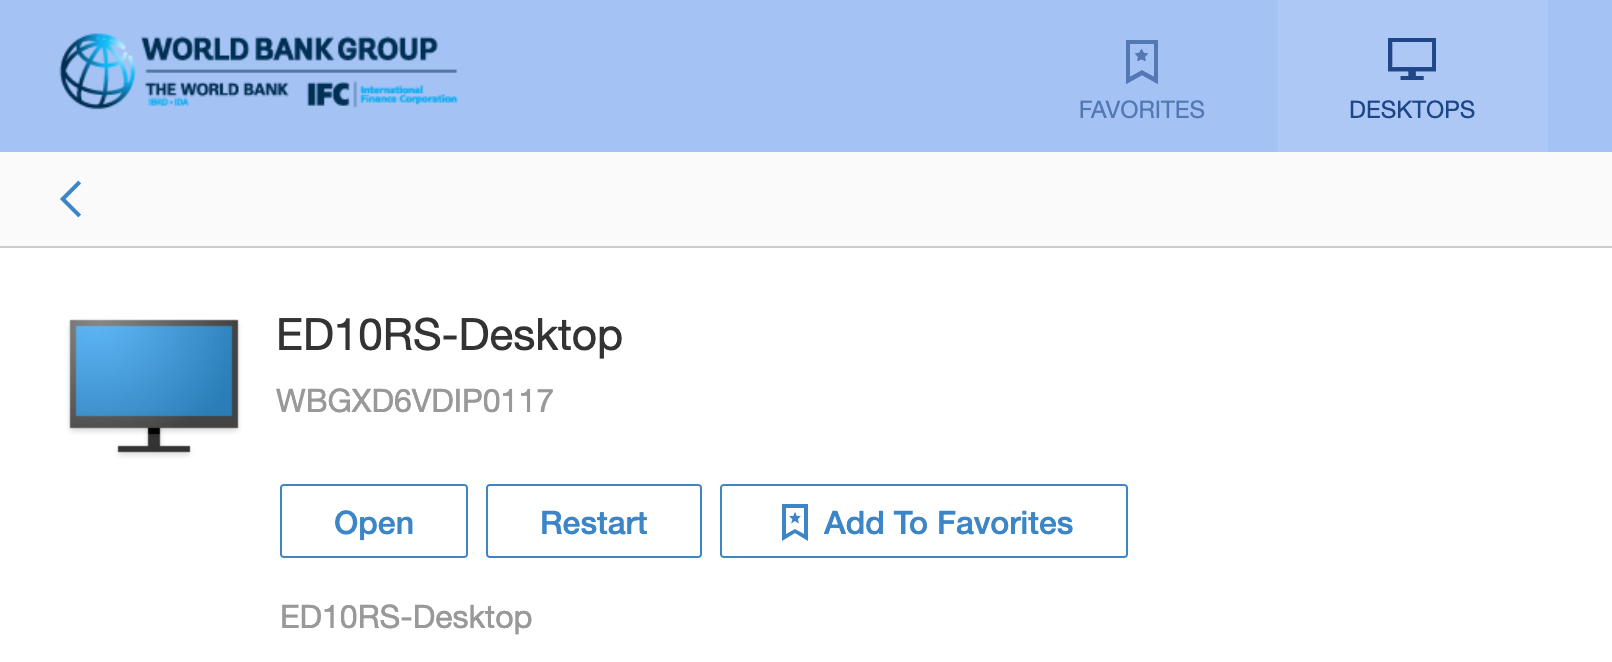 WORLD BANK GROUP
THE WORLD BANK
IBRD • IDA
IFC
International
Finance Corporation
FAVORITES
DESKTOPS
ED10RS-Desktop
WBGXD6VDIP0117
Open
Restart
Add To Favorites
ED10RS-Desktop